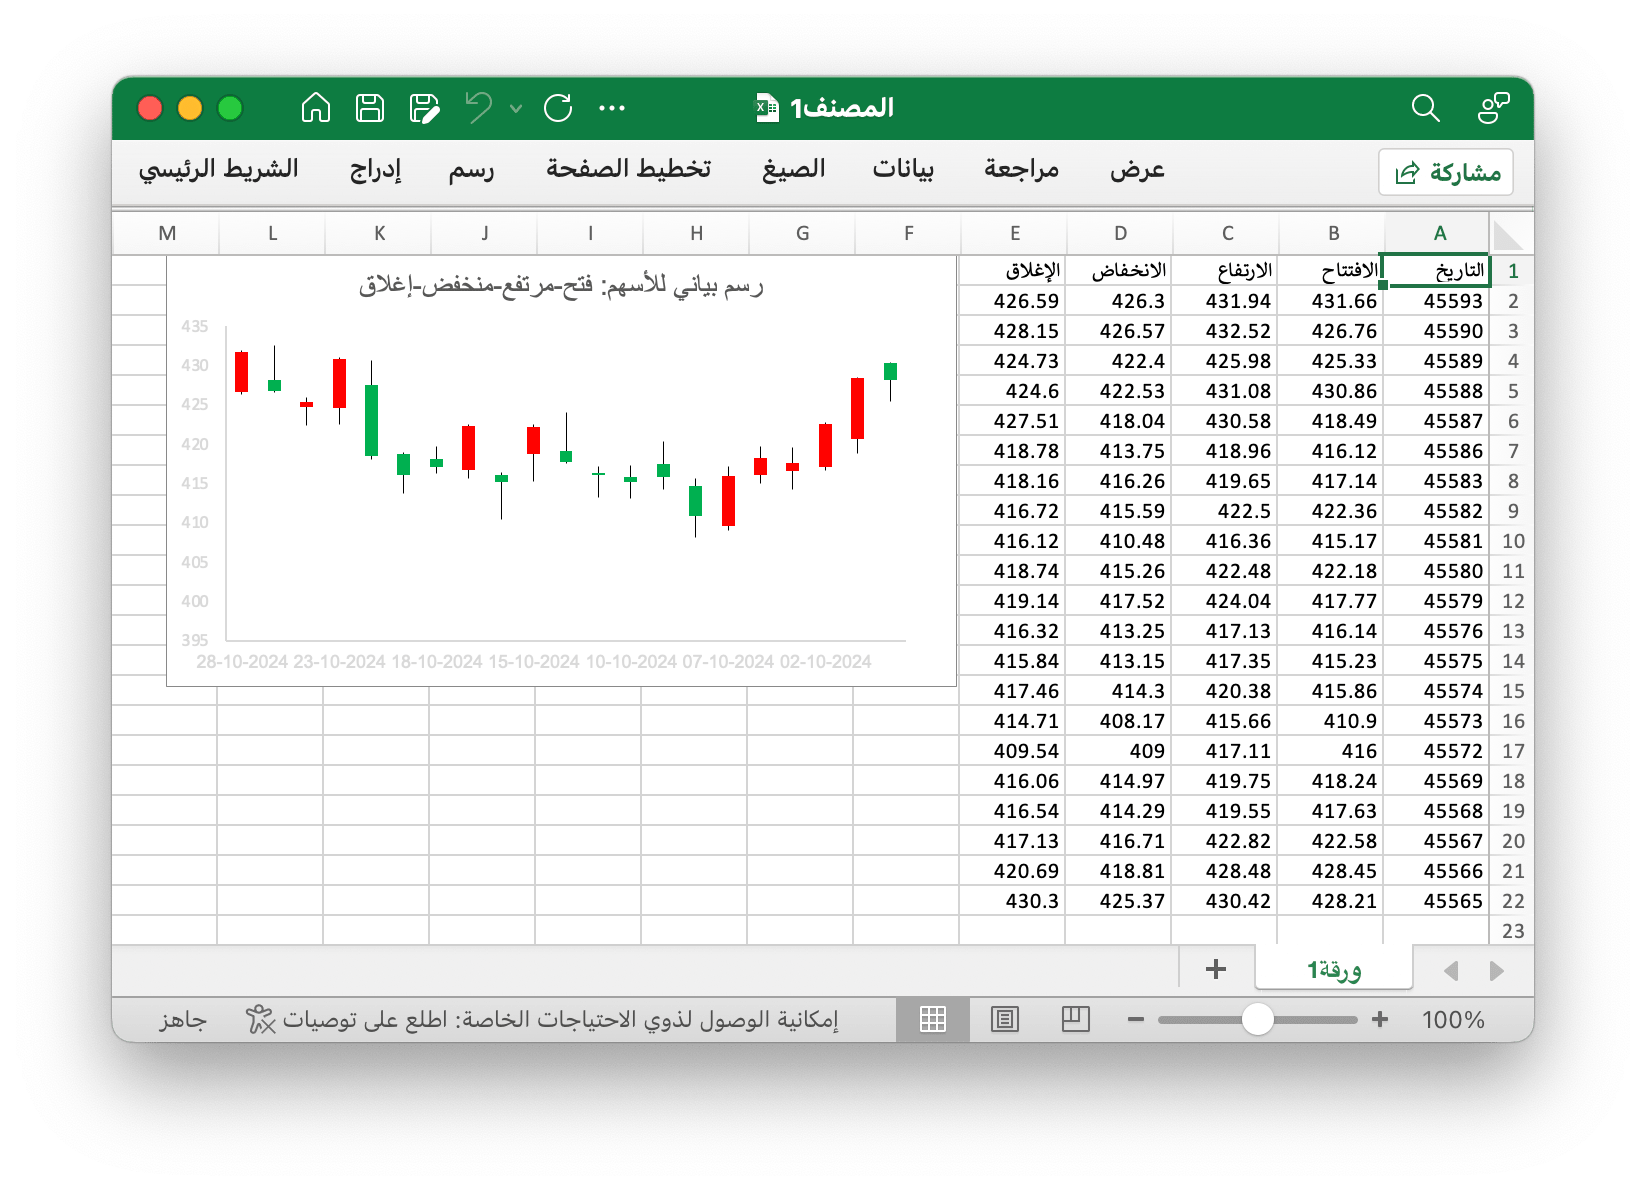 المصنف1
الشريط الرئيسي إدراج رسم تخطيط الصفحة الصيغ بيانات مراجعة عرض مشاركة
A B C D E F G H I J K L M
1 التاريخ الافتتاح الارتفاع الانخفاض الإغلاق
2 45593 431.66 431.94 426.3 426.59
3 45590 426.76 432.52 426.57 428.15
4 45589 425.33 425.98 422.4 424.73
5 45588 430.86 431.08 422.53 424.6
6 45587 418.49 430.58 418.04 427.51
7 45586 416.12 418.96 413.75 418.78
8 45583 417.14 419.65 416.26 418.16
9 45582 422.36 422.5 415.59 416.72
10 45581 415.17 416.36 410.48 416.12
11 45580 422.18 422.48 415.26 418.74
12 45579 417.77 424.04 417.52 419.14
13 45576 416.14 417.13 413.25 416.32
14 45575 415.23 417.35 413.15 415.84
15 45574 415.86 420.38 414.3 417.46
16 45573 410.9 415.66 408.17 414.71
17 45572 416 417.11 409 409.54
18 45569 418.24 419.75 414.97 416.06
19 45568 417.63 419.55 414.29 416.54
20 45567 422.58 422.82 416.71 417.13
21 45566 428.45 428.48 418.81 420.69
22 45565 428.21 430.42 425.37 430.3
23
رسم بياني للأسهم: فتح-مرتفع-منخفض-إغلاق
435
430
425
420
415
410
405
400
395
28-10-2024 23-10-2024 18-10-2024 15-10-2024 10-10-2024 07-10-2024 02-10-2024
ورقة1
جاهز إمكانية الوصول لذوي الاحتياجات الخاصة: اطلع على توصيات 100%